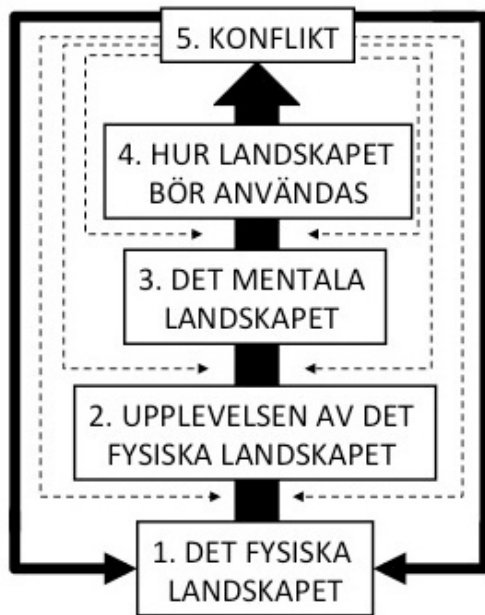 5. KONFLIKT
4. HUR LANDSKAPET
BÖR ANVÄNDAS
3. DET MENTALA
LANDSKAPET
2. UPPLEVELSEN AV DET
FYSISKA LANDSKAPET
1. DET FYSISKA
LANDSKAPET